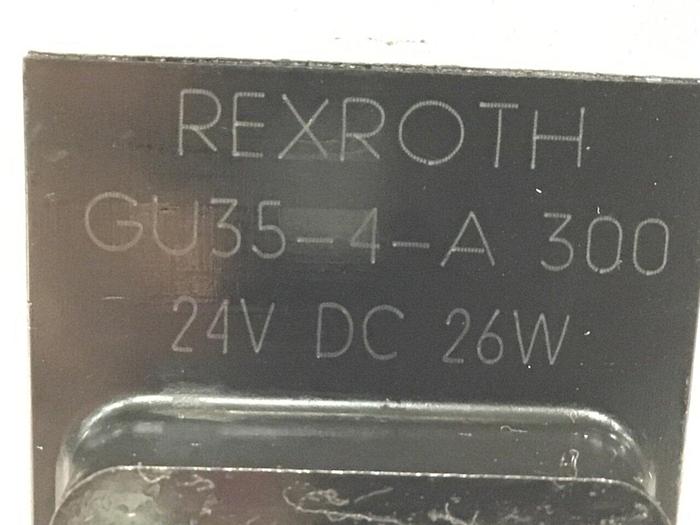 REXROTH
GU35-4-A 300
24V DC 26W